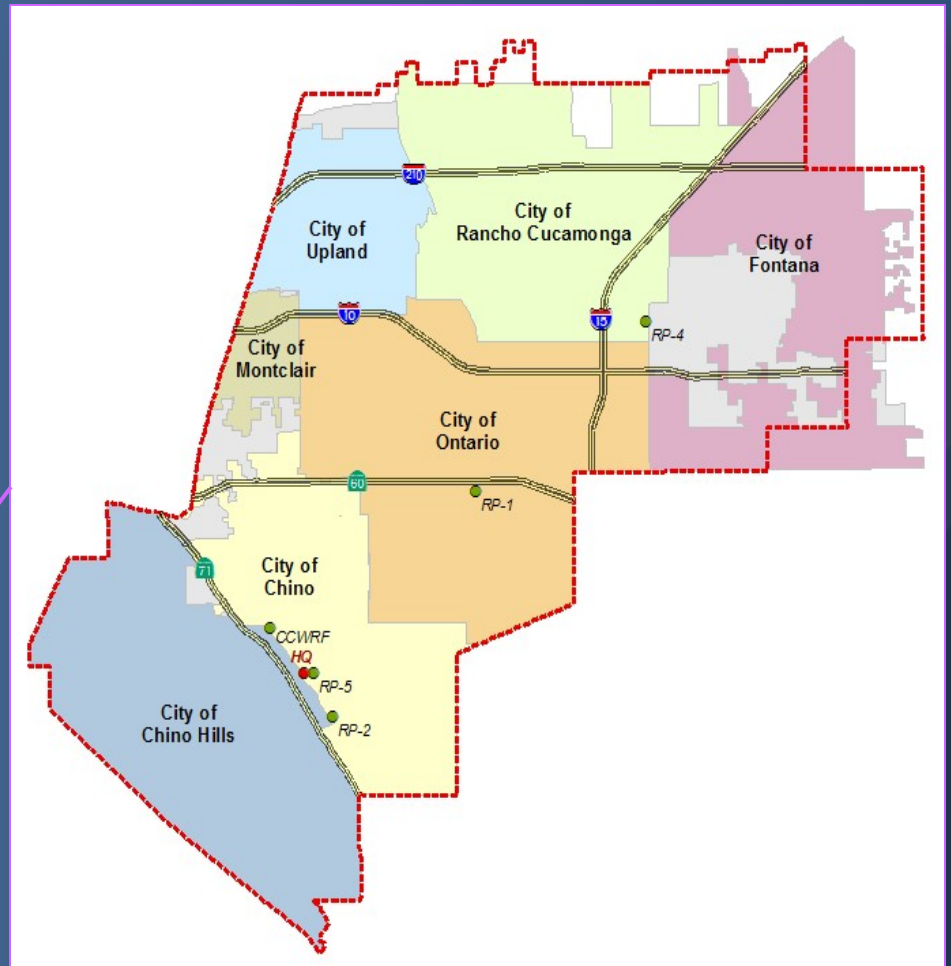 210
City of
Rancho Cucamonga
City of
Upland
City of
Fontana
10
15
RP-4
City of
Montclair
City of
Ontario
60
RP-1
71
City of
Chino
CCWRF
HQ
RP-5
RP-2
City of
Chino Hills